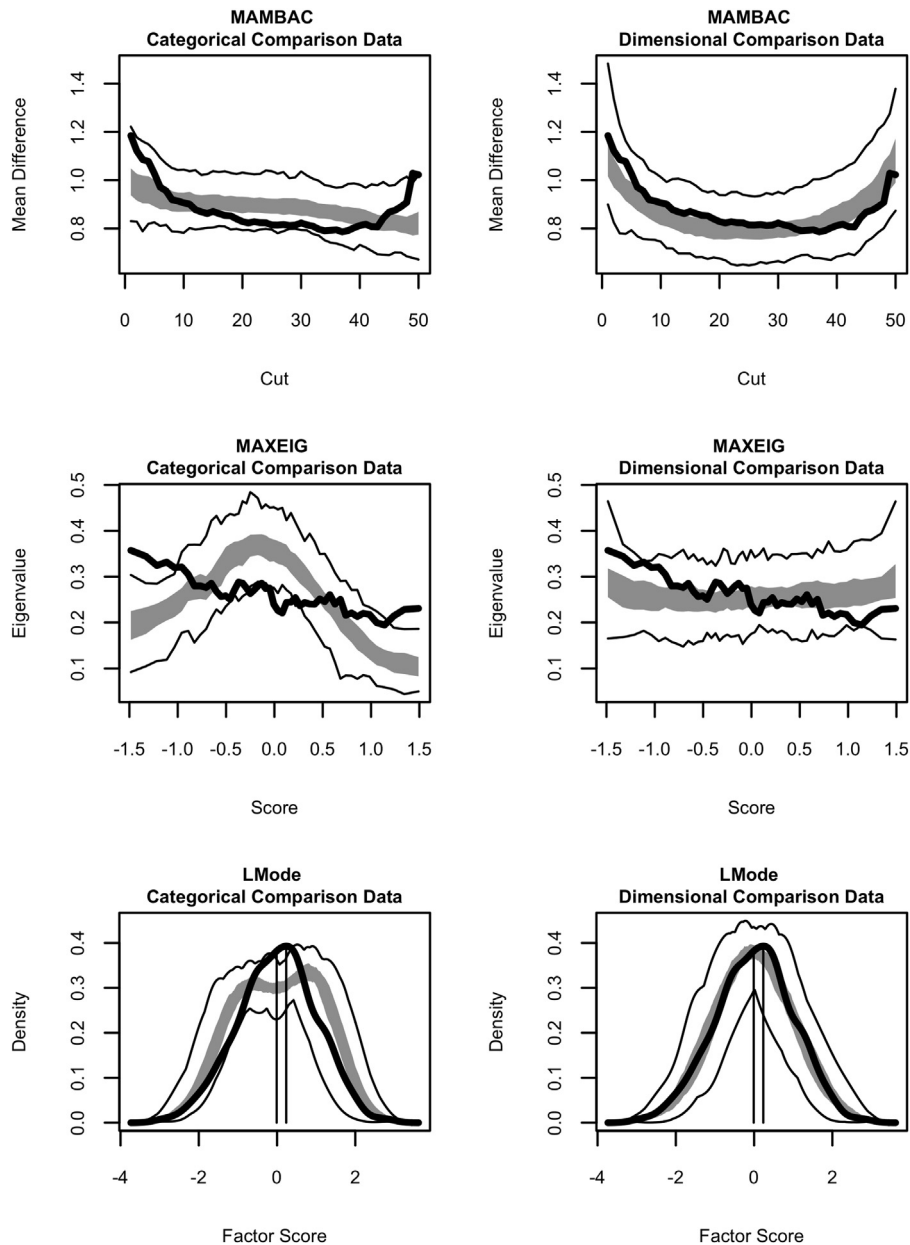 MAMBAC
Categorical Comparison Data
Mean Difference
1.4
1.2
1.0
0.8
0 10 20 30 40 50
Cut
MAMBAC
Dimensional Comparison Data
Mean Difference
1.4
1.2
1.0
0.8
0 10 20 30 40 50
Cut
MAXEIG
Categorical Comparison Data
Eigenvalue
0.5
0.4
0.3
0.2
0.1
-1.5 -1.0 -0.5 0.0 0.5 1.0 1.5
Score
MAXEIG
Dimensional Comparison Data
Eigenvalue
0.5
0.4
0.3
0.2
0.1
-1.5 -1.0 -0.5 0.0 0.5 1.0 1.5
Score
LMode
Categorical Comparison Data
Density
0.4
0.3
0.2
0.1
0.0
-4 -2 0 2
Factor Score
LMode
Dimensional Comparison Data
Density
0.4
0.3
0.2
0.1
0.0
-4 -2 0 2
Factor Score